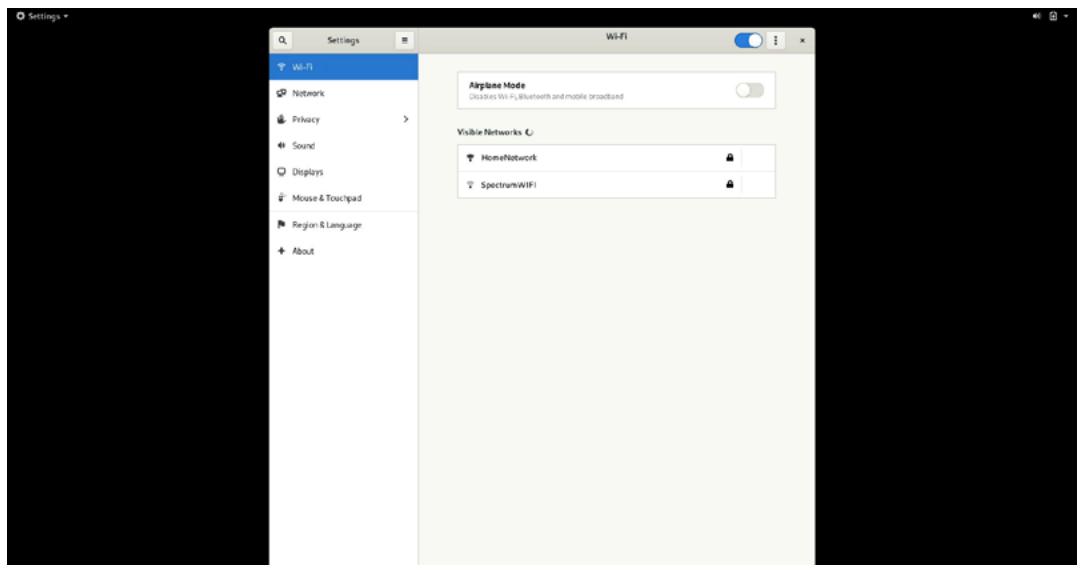 Settings
Settings
Wi-Fi
Wi-Fi
Network
Privacy
Sound
Displays
Mouse & Touchpad
Region & Language
About
Airplane Mode
Disables Wi-Fi, Bluetooth and mobile broadband
Visible Networks
HomeNetwork
SpectrumWIFI